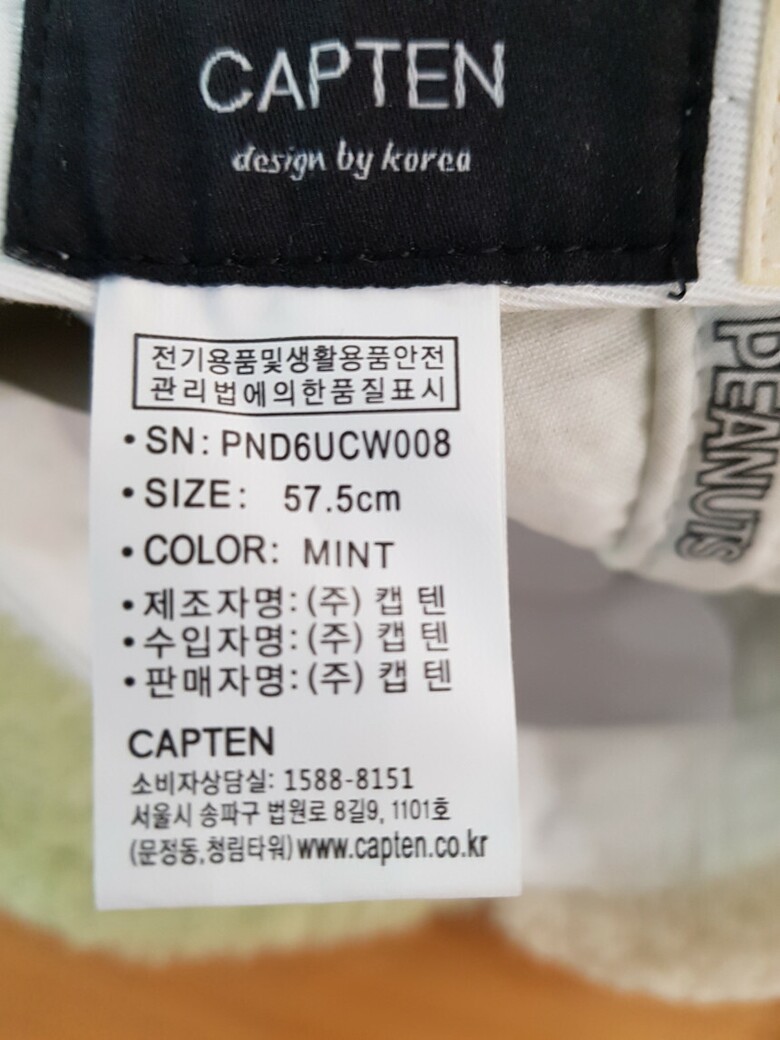 CAPTEN
design by korea
전기용품및생활용품안전
관리법에의한품질표시
• SN: PND6UCW008
• SIZE: 57.5cm
• COLOR: MINT
• 제조자명: (주) 캡텐
• 수입자명: (주) 캡텐
• 판매자명: (주) 캡텐
CAPTEN
소비자상담실: 1588-8151
서울시 송파구 법원로 8길9, 1101호
(문정동,청림타워) www.capten.co.kr
PEANUTS